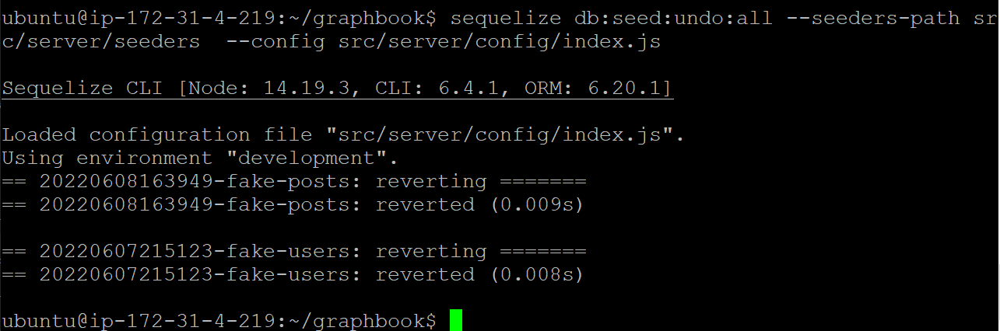 ubuntu@ip-172-31-4-219:~/graphbook$ sequelize db:seed:undo:all --seeders-path sr
c/server/seeders  --config src/server/config/index.js
Sequelize CLI [Node: 14.19.3, CLI: 6.4.1, ORM: 6.20.1]
Loaded configuration file "src/server/config/index.js".
Using environment "development".
== 20220608163949-fake-posts: reverting =======
== 20220608163949-fake-posts: reverted (0.009s)
== 20220607215123-fake-users: reverting =======
== 20220607215123-fake-users: reverted (0.008s)
ubuntu@ip-172-31-4-219:~/graphbook$